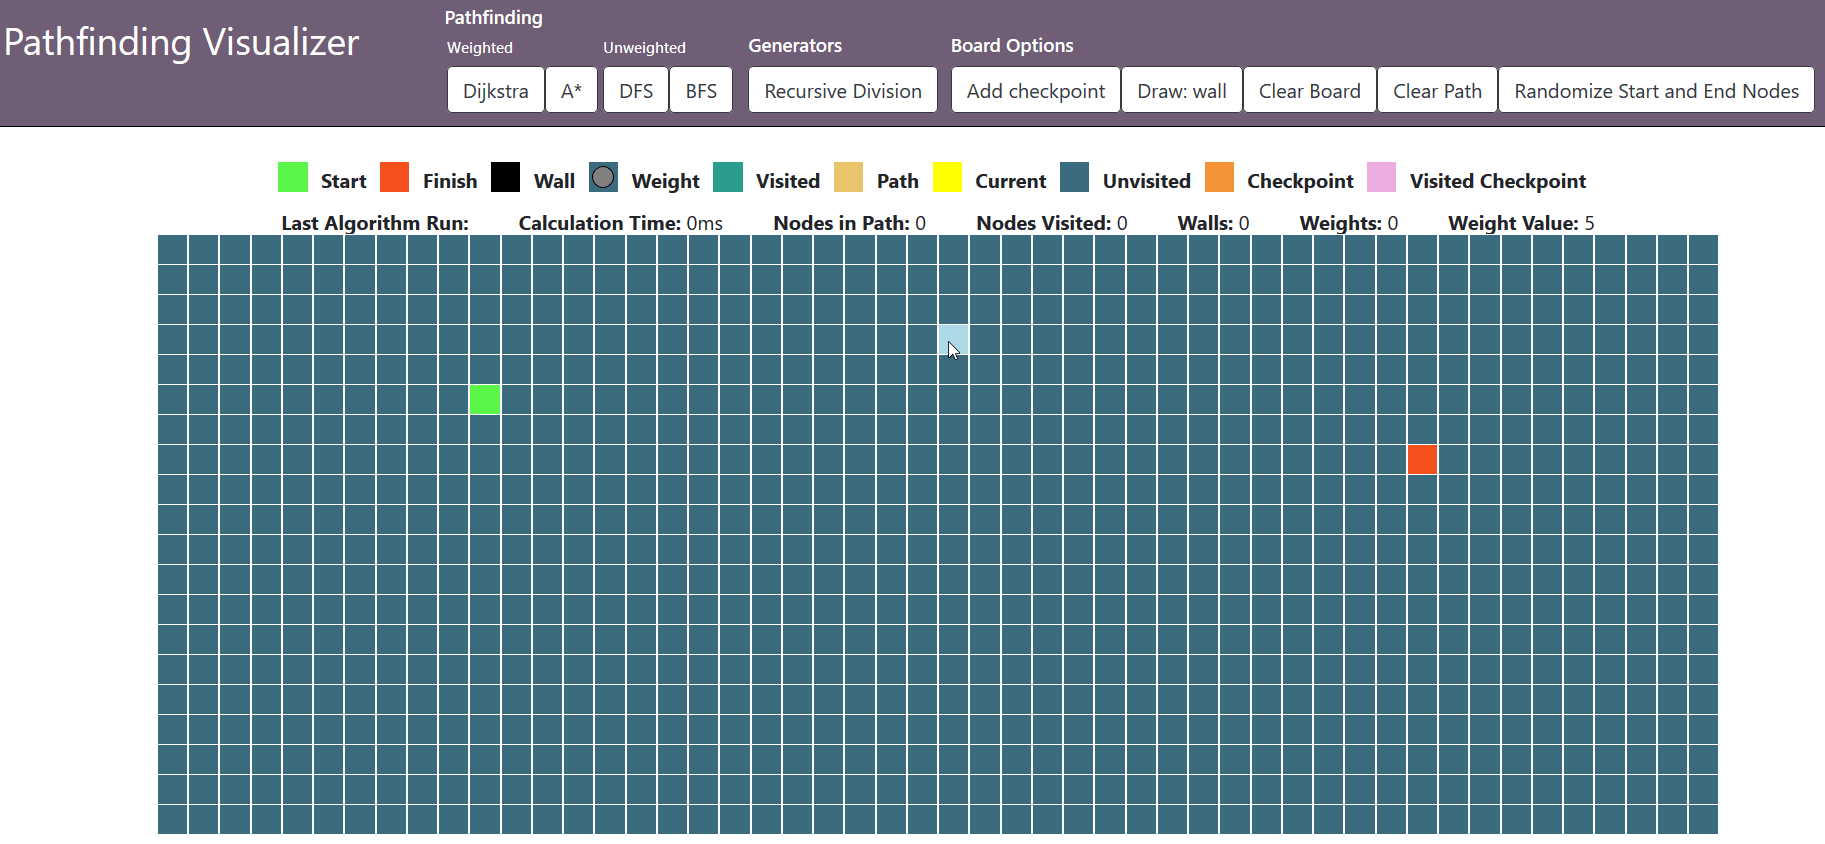 Pathfinding Visualizer
Pathfinding
Weighted Unweighted Generators Board Options
Dijkstra A* DFS BFS Recursive Division Add checkpoint Draw: wall Clear Board Clear Path Randomize Start and End Nodes
Start Finish Wall Weight Visited Path Current Unvisited Checkpoint Visited Checkpoint
Last Algorithm Run: Calculation Time: 0ms Nodes in Path: 0 Nodes Visited: 0 Walls: 0 Weights: 0 Weight Value: 5